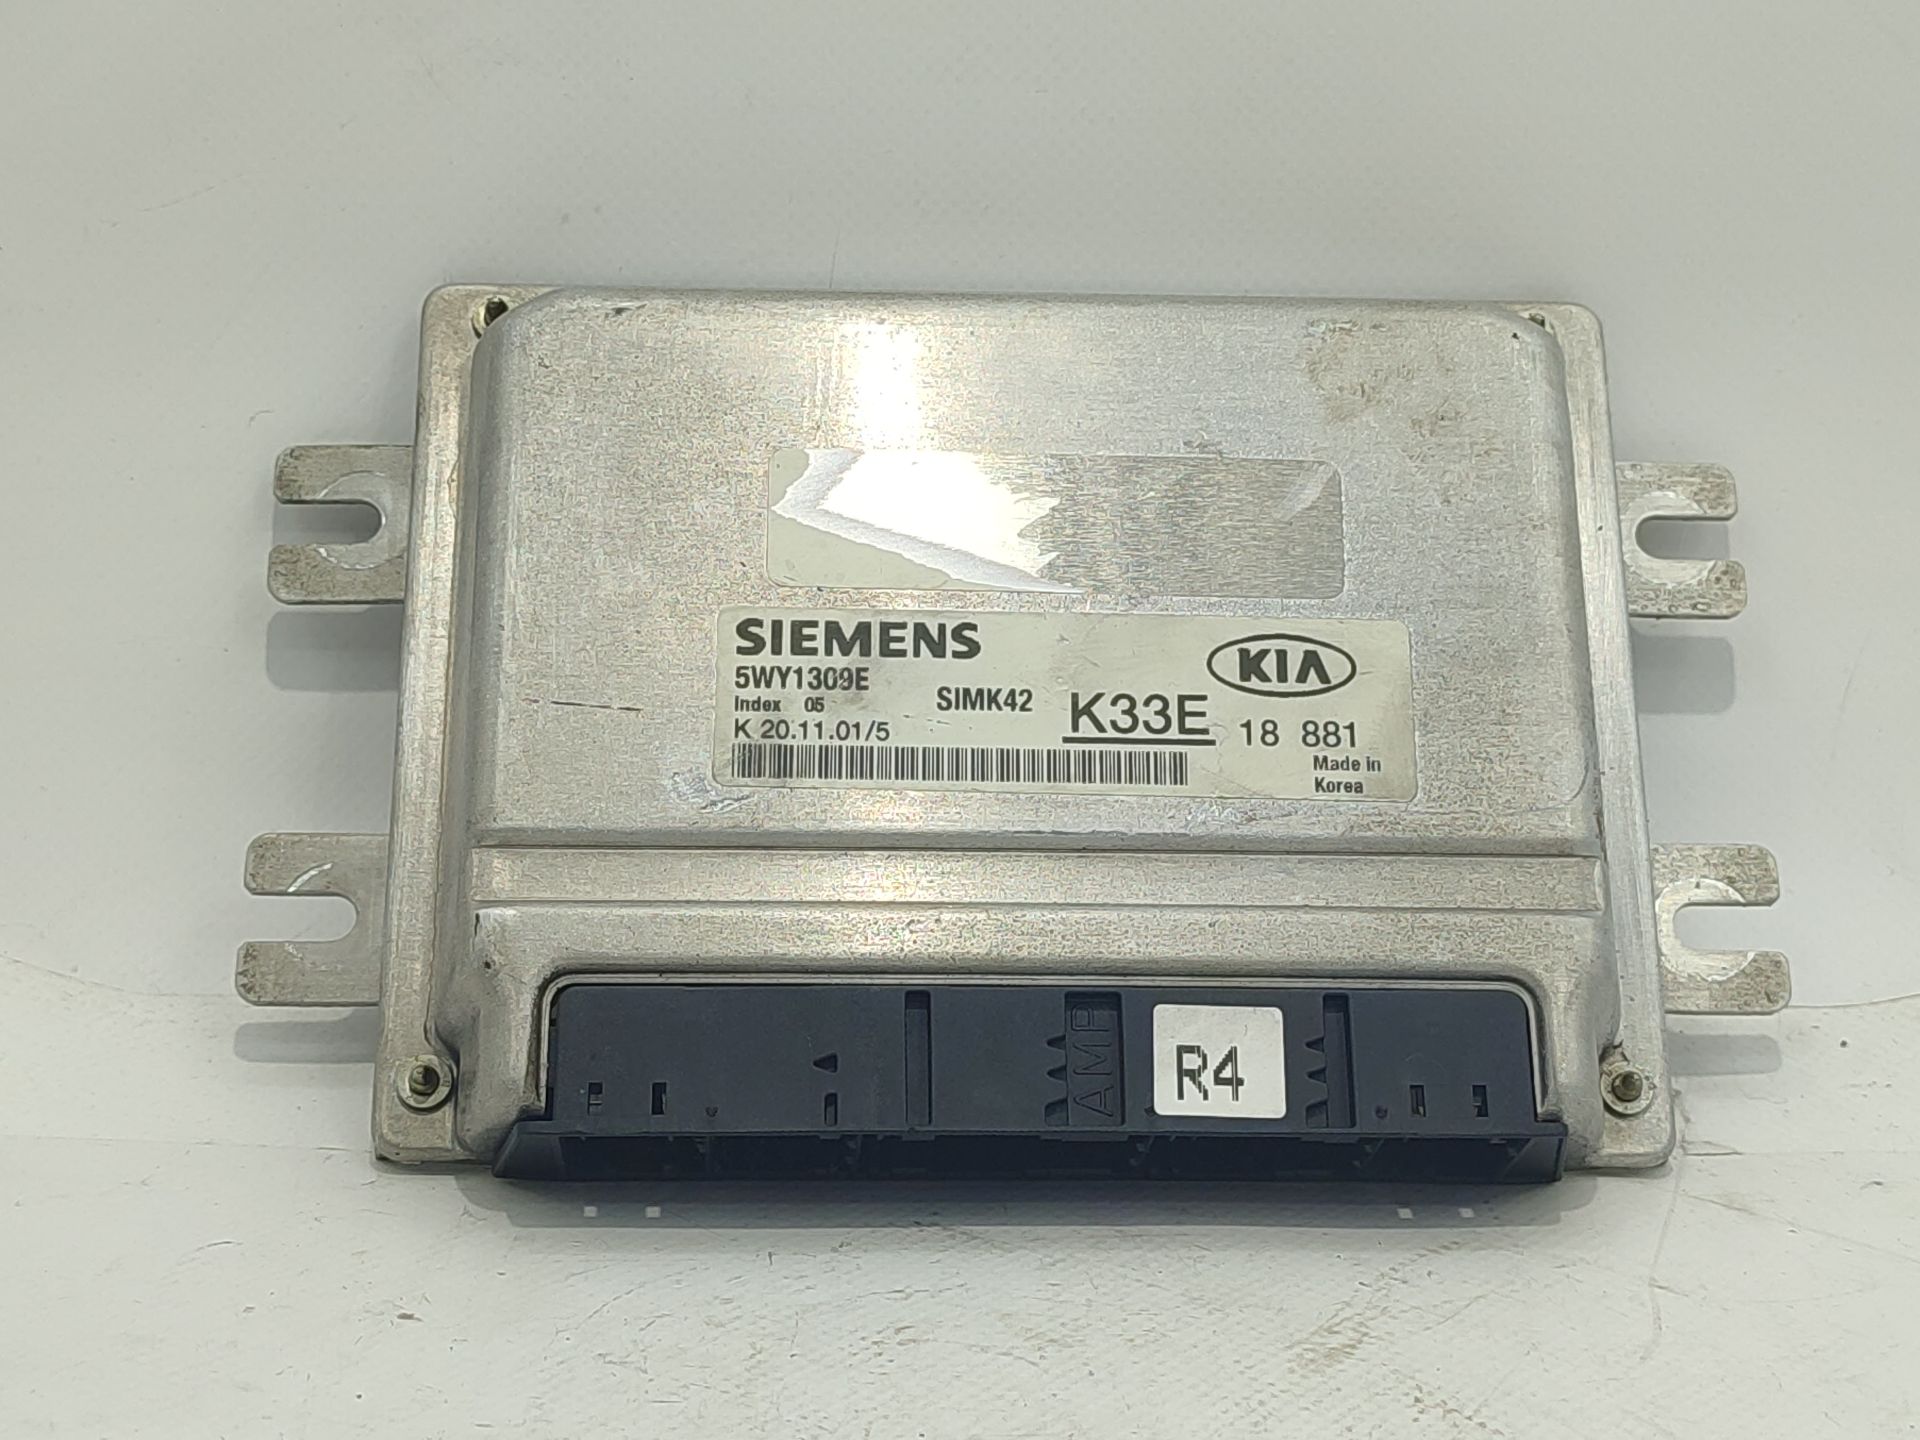 SIEMENS
KIA
5WY1309E
Index 05
SIMK42
K33E
18 881
K 20.11.01/5
Made in
Korea
AMP
R4